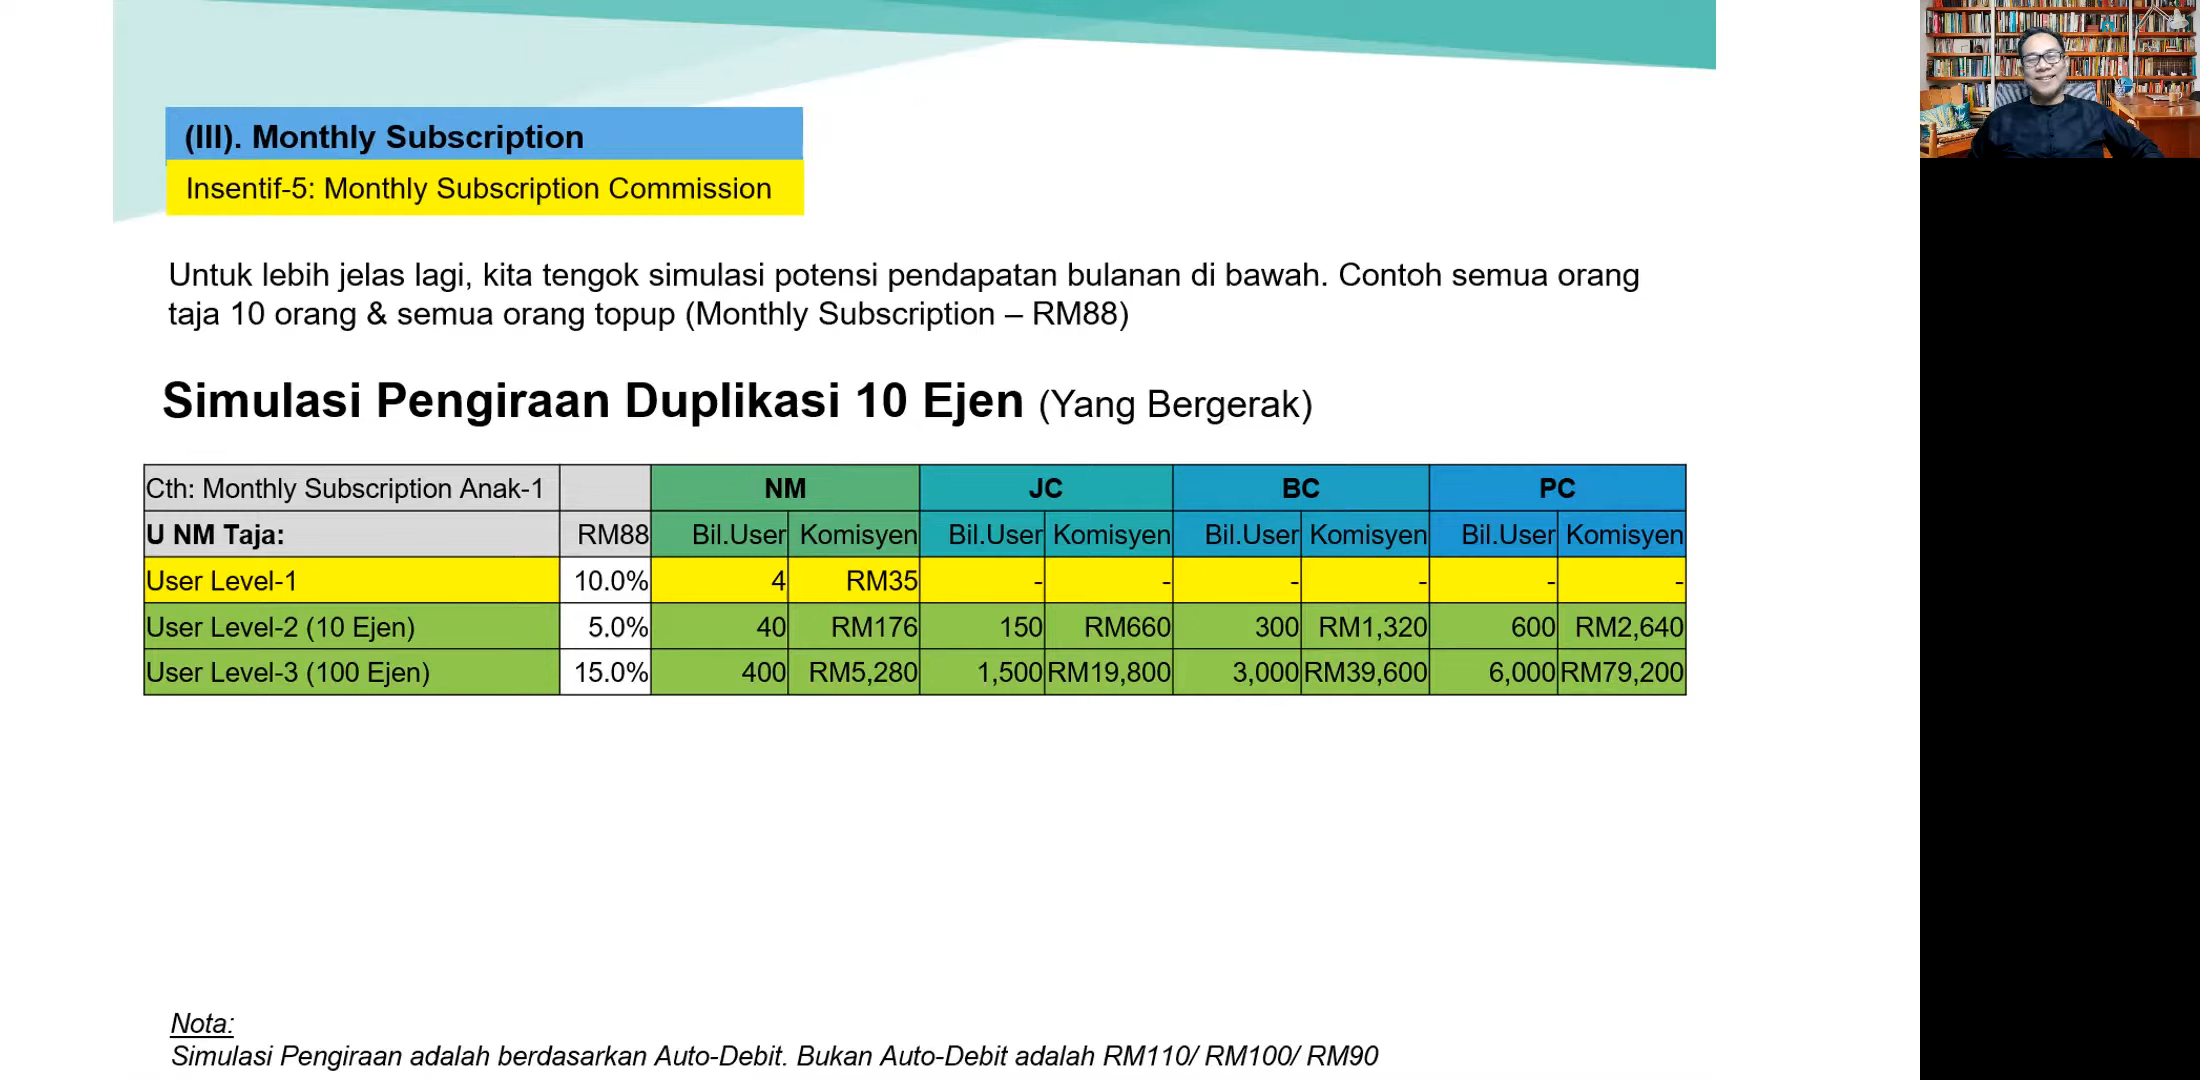 (III). Monthly Subscription
Insentif-5: Monthly Subscription Commission
Untuk lebih jelas lagi, kita tengok simulasi potensi pendapatan bulanan di bawah. Contoh semua orang
taja 10 orang & semua orang topup (Monthly Subscription – RM88)
Simulasi Pengiraan Duplikasi 10 Ejen (Yang Bergerak)
Cth: Monthly Subscription Anak-1 NM JC BC PC
U NM Taja: RM88 Bil.User Komisyen Bil.User Komisyen Bil.User Komisyen Bil.User Komisyen
User Level-1 10.0% 4 RM35 - - - - - -
User Level-2 (10 Ejen) 5.0% 40 RM176 150 RM660 300 RM1,320 600 RM2,640
User Level-3 (100 Ejen) 15.0% 400 RM5,280 1,500 RM19,800 3,000 RM39,600 6,000 RM79,200
Nota:
Simulasi Pengiraan adalah berdasarkan Auto-Debit. Bukan Auto-Debit adalah RM110/ RM100/ RM90